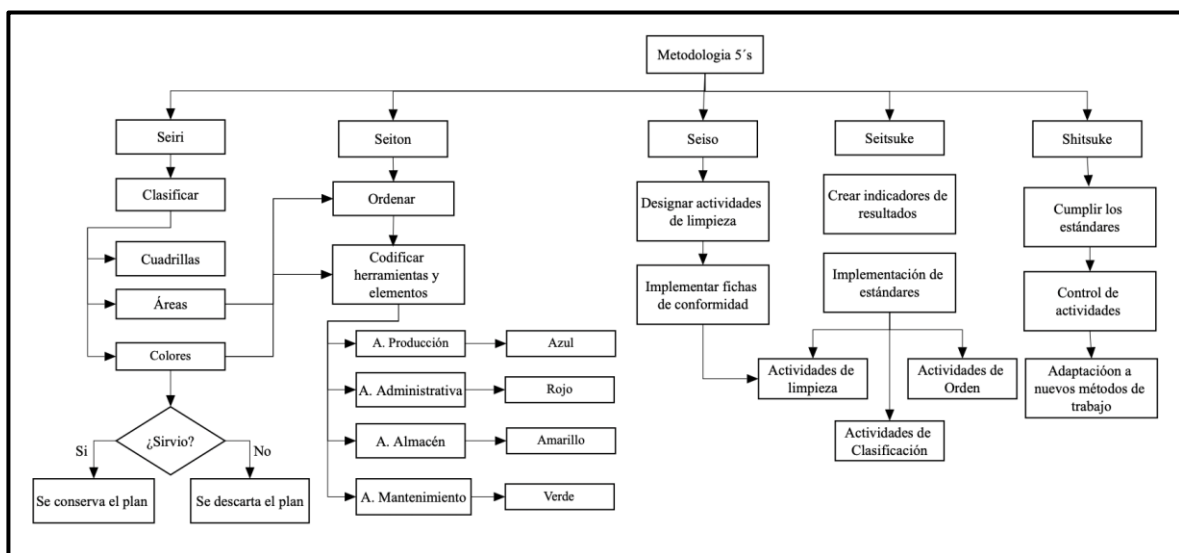 Metodologia 5´s
Seiri
Seiton
Seiso
Seitsuke
Shitsuke
Clasificar
Ordenar
Designar actividades
de limpieza
Crear indicadores de
resultados
Cumplir los
estándares
Cuadrillas
Codificar
herramientas y
elementos
Áreas
Implementar fichas
de conformidad
Implementación de
estándares
Control de
actividades
Colores
A. Producción
Azul
A. Administrativa
Rojo
A. Almacén
Amarillo
A. Mantenimiento
Verde
Actividades de
limpieza
Actividades de
Orden
Adaptacióon a
nuevos métodos de
trabajo
Actividades de
Clasificación
¿Sirvio?
Si
No
Se conserva el plan
Se descarta el plan